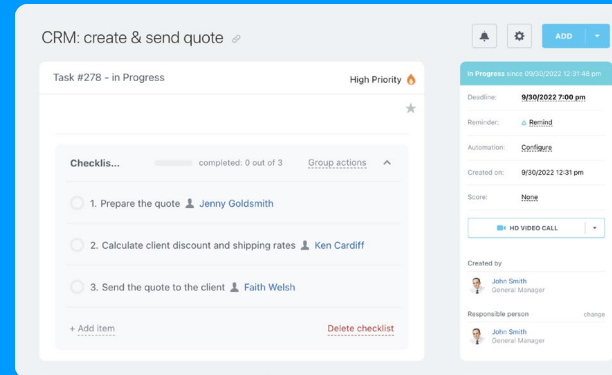 CRM: create & send quote
ADD
Task #278 - in Progress
High Priority
Checklis...
completed: 0 out of 3
Group actions
1. Prepare the quote Jenny Goldsmith
2. Calculate client discount and shipping rates Ken Cardiff
3. Send the quote to the client Faith Welsh
+ Add item
Delete checklist
In Progress since 09/30/2022 12:31:48 pm
Deadline: 9/30/2022 7:00 pm
Reminder: Remind
Automation: Configure
Created on: 9/30/2022 12:31 pm
Score: None
HD VIDEO CALL
Created by
John Smith
General Manager
Responsible person change
John Smith
General Manager